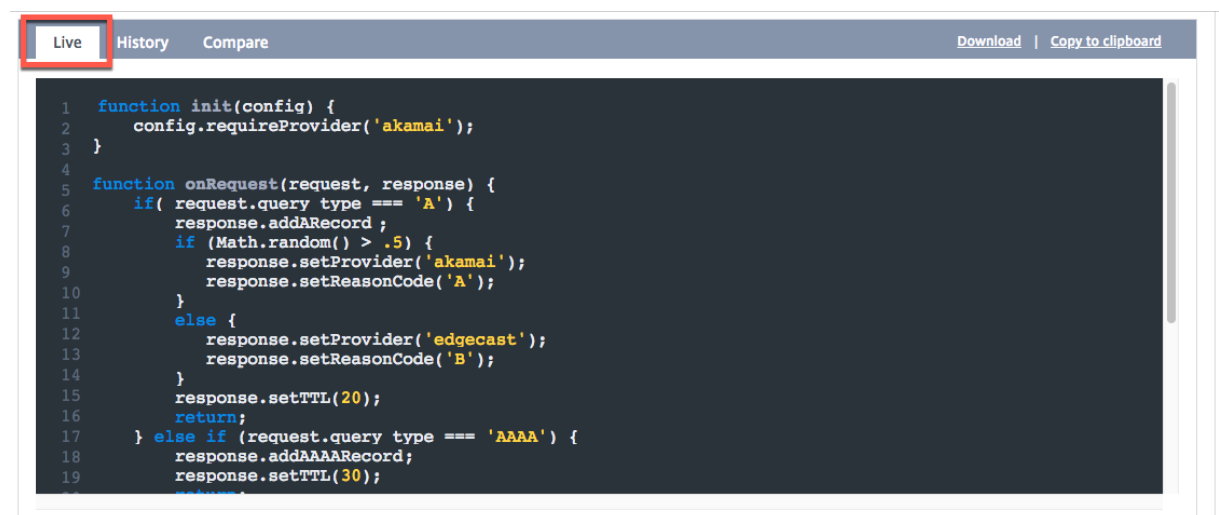 Live History Compare Download | Copy to clipboard
1 function init(config) {
2 config.requireProvider('akamai');
3 }
4
5 function onRequest(request, response) {
6 if( request.query type === 'A') {
7 response.addARecord ;
8 if (Math.random() > .5) {
9 response.setProvider('akamai');
10 response.setReasonCode('A');
11 }
12 else {
13 response.setProvider('edgecast');
14 response.setReasonCode('B');
15 }
16 response.setTTL(20);
17 return;
18 } else if (request.query type === 'AAAA') {
19 response.addAAAARecord;
response.setTTL(30);